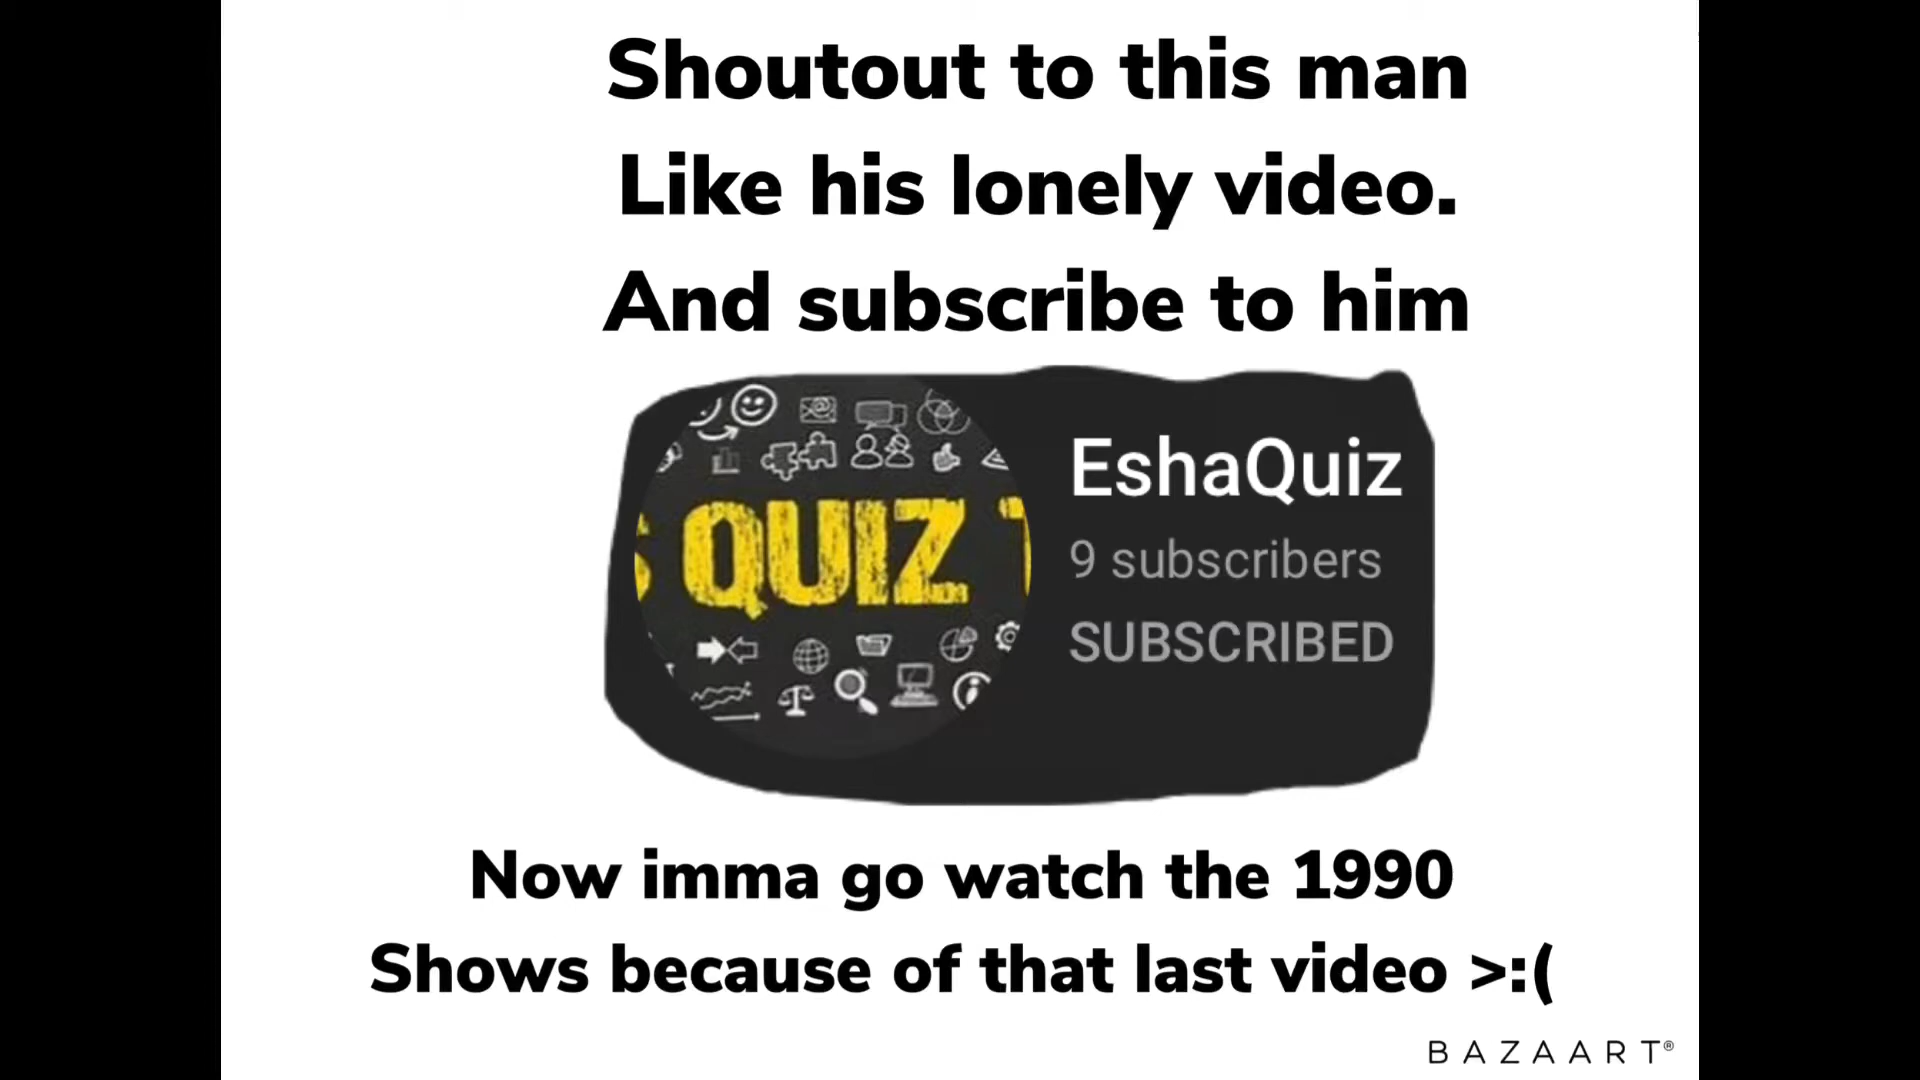 Shoutout to this man
Like his lonely video.
And subscribe to him
QUIZ
EshaQuiz
9 subscribers
SUBSCRIBED
Now imma go watch the 1990
Shows because of that last video >:(
BAZAART®